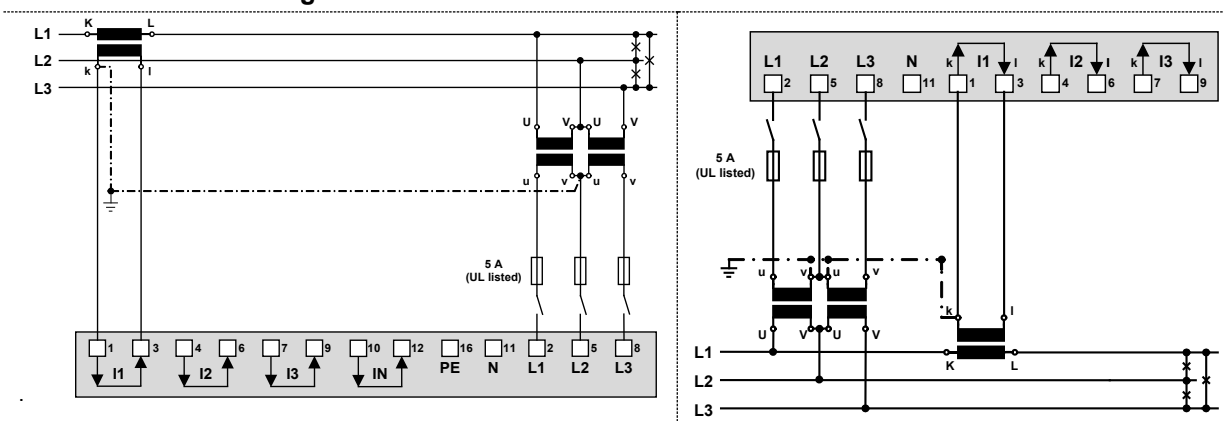 g
K L
L1
L2
k l
L3
U V U V
u v u v
5 A
(UL listed)
1 3 4 6 7 9 10 12 16 11 2 5 8
I1 I2 I3 IN PE N L1 L2 L3
L1 L2 L3 N k I1 l k I2 l k I3 l
2 5 8 11 1 3 4 6 7 9
5 A
(UL listed)
u v u v
k l
U V U V
L1
K L
L2
L3